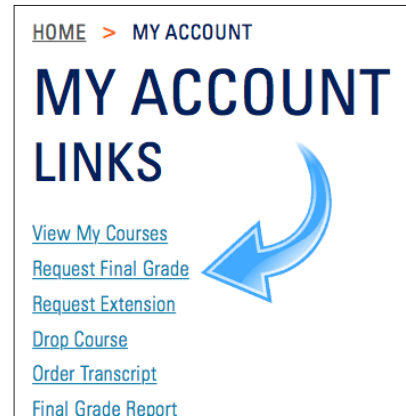 HOME > MY ACCOUNT
MY ACCOUNT
LINKS
View My Courses
Request Final Grade
Request Extension
Drop Course
Order Transcript
Final Grade Report